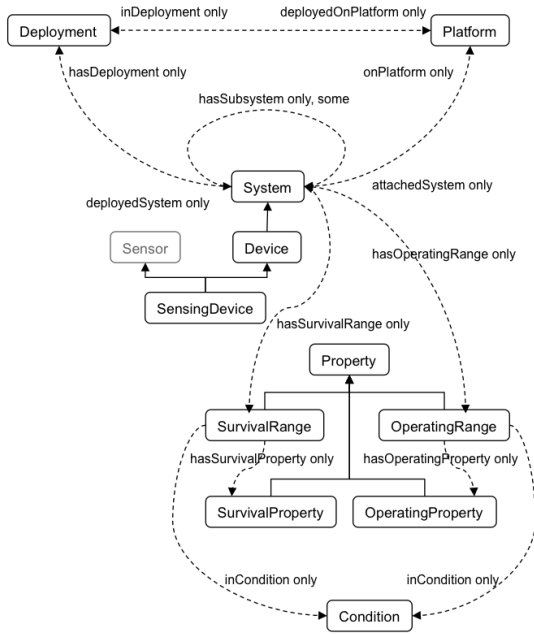 inDeployment only
deployedOnPlatform only
Deployment
Platform
hasDeployment only
onPlatform only
hasSubsystem only, some
System
attachedSystem only
deployedSystem only
Sensor
Device
hasOperatingRange only
SensingDevice
hasSurvivalRange only
Property
SurvivalRange
OperatingRange
hasSurvivalProperty only
hasOperatingProperty only
SurvivalProperty
OperatingProperty
inCondition only
inCondition only
Condition